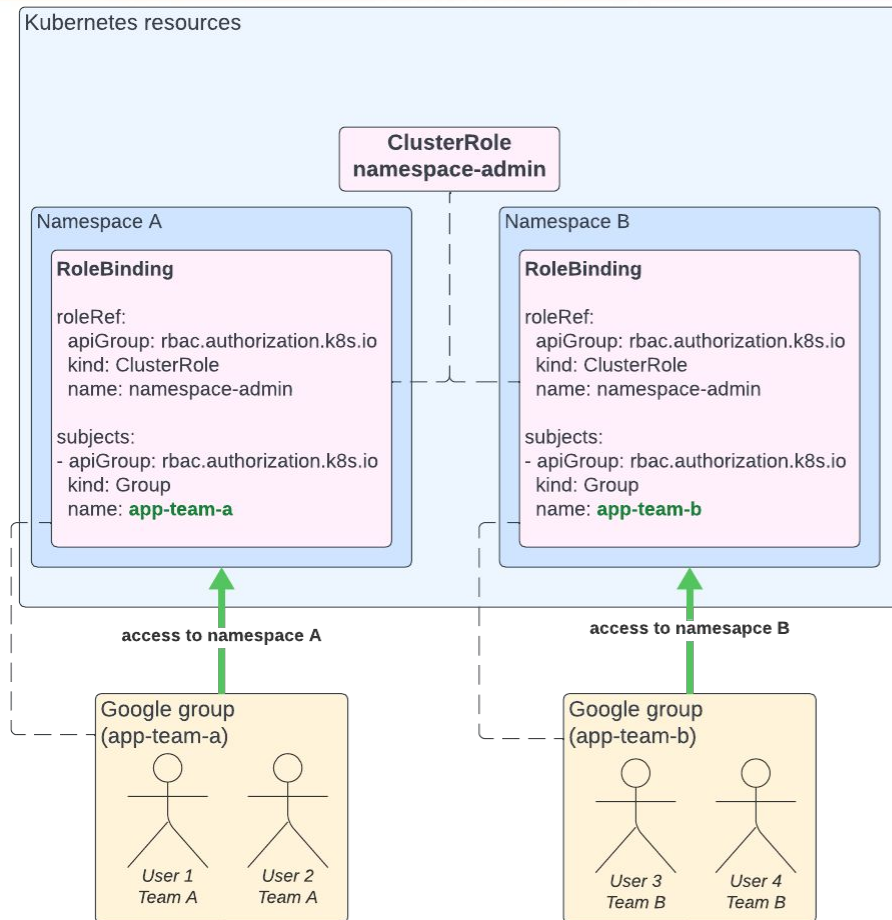 Kubernetes resources
ClusterRole
namespace-admin
Namespace A
RoleBinding
roleRef:
apiGroup: rbac.authorization.k8s.io
kind: ClusterRole
name: namespace-admin
subjects:
- apiGroup: rbac.authorization.k8s.io
kind: Group
name: app-team-a
Namespace B
RoleBinding
roleRef:
apiGroup: rbac.authorization.k8s.io
kind: ClusterRole
name: namespace-admin
subjects:
- apiGroup: rbac.authorization.k8s.io
kind: Group
name: app-team-b
access to namespace A
access to namesapce B
Google group
(app-team-a)
User 1
Team A
User 2
Team A
Google group
(app-team-b)
User 3
Team B
User 4
Team B